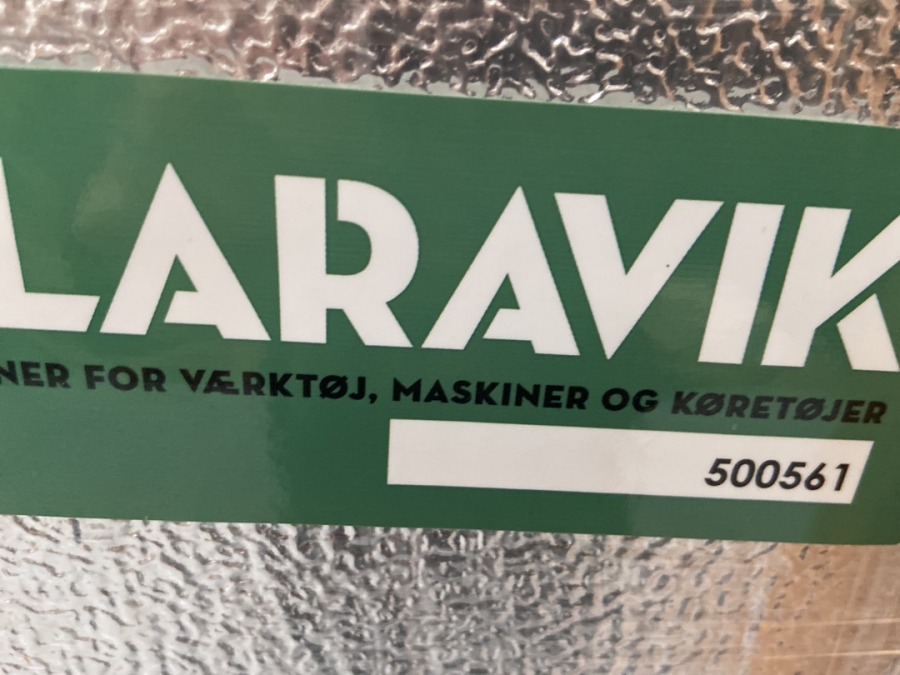 LARAVIK
NER FOR VÆRKTØJ, MASKINER OG KØRETØJER
500561